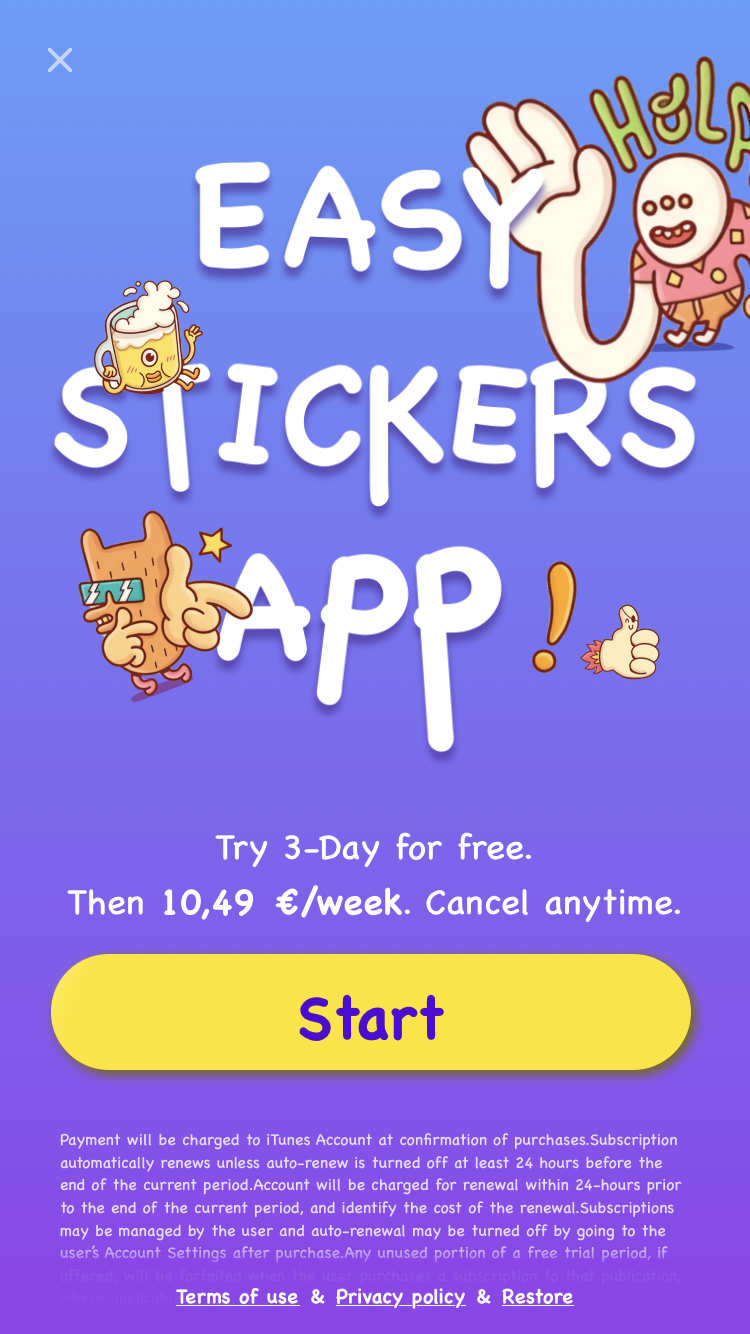 HOLA
EASY
STICKERS
APP !
Try 3-Day for free.
Then 10,49 €/week. Cancel anytime.
Start
Payment will be charged to iTunes Account at confirmation of purchases.Subscription
automatically renews unless auto-renew is turned off at least 24 hours before the
end of the current period.Account will be charged for renewal within 24-hours prior
to the end of the current period, and identify the cost of the renewal.Subscriptions
may be managed by the user and auto-renewal may be turned off by going to the
user's Account Settings after purchase.Any unused portion of a free trial period, if
offered, will be forfeited when the user purchases a subscription to that publication,
where
Terms of use & Privacy policy & Restore